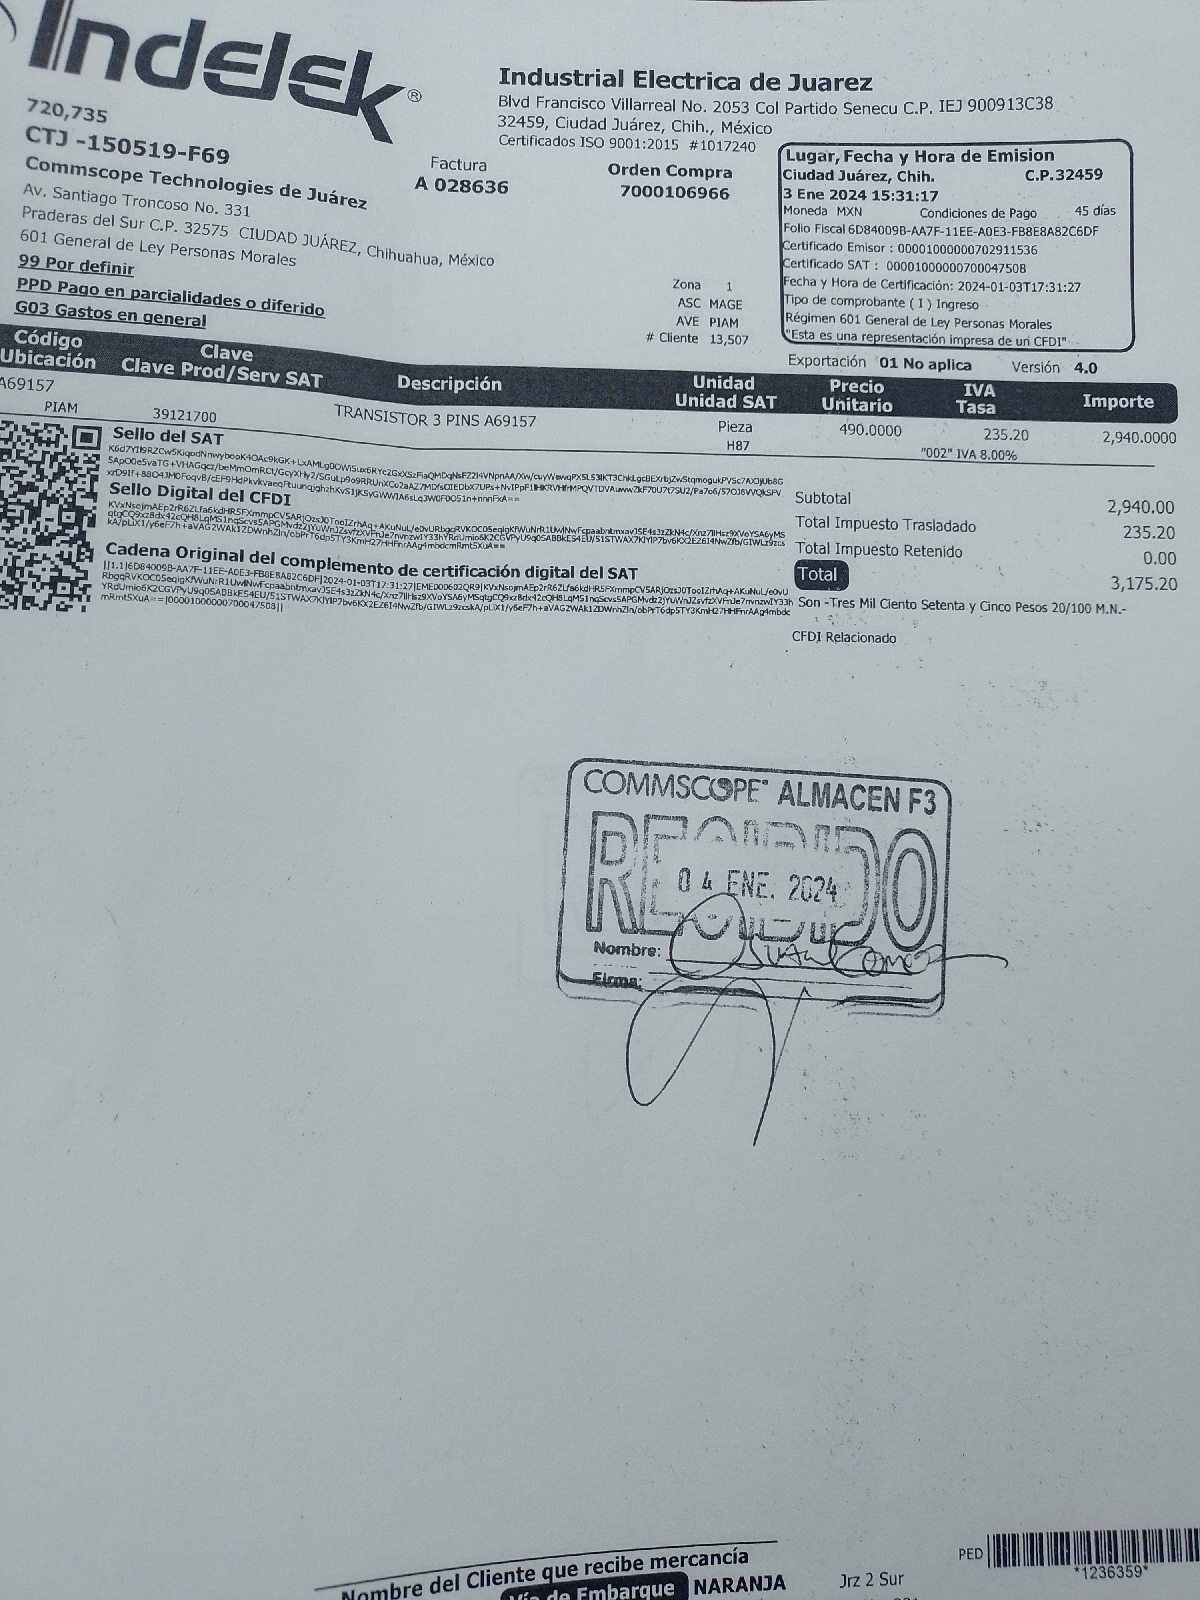 Indelek®
720,735
CTJ -150519-F69
Commscope Technologies de Juárez
Av. Santiago Troncoso No. 331
Praderas del Sur C.P. 32575 CIUDAD JUÁREZ, Chihuahua, México
601 General de Ley Personas Morales
99 Por definir
PPD Pago en parcialidades o diferido
G03 Gastos en general
Factura
A 028636
Industrial Electrica de Juarez
Blvd Francisco Villarreal No. 2053 Col Partido Senecu C.P. IEJ 900913C38
32459, Ciudad Juárez, Chih., México
Certificados ISO 9001:2015 #1017240
Orden Compra
7000106966
Zona 1
ASC MAGE
AVE PIAM
# Cliente 13,507
Lugar, Fecha y Hora de Emision
Ciudad Juárez, Chih. C.P.32459
3 Ene 2024 15:31:17
Moneda MXN Condiciones de Pago 45 días
Folio Fiscal 6D84009B-AA7F-11EE-A0E3-FB8E8A82C6DF
Certificado Emisor : 00001000000702911536
Certificado SAT : 00001000000700047508
Fecha y Hora de Certificación: 2024-01-03T17:31:27
Tipo de comprobante ( I ) Ingreso
Régimen 601 General de Ley Personas Morales
"Esta es una representación impresa de un CFDI"
Exportación 01 No aplica Versión 4.0
Código Clave Descripción Unidad Precio IVA Importe
Ubicación Clave Prod/Serv SAT Unidad SAT Unitario Tasa
A69157 TRANSISTOR 3 PINS A69157 Pieza 490.0000 235.20 2,940.0000
PIAM 39121700 H87 "002" IVA 8.00%
Sello del SAT
Sello Digital del CFDI
Cadena Original del complemento de certificación digital del SAT
Subtotal 2,940.00
Total Impuesto Trasladado 235.20
Total Impuesto Retenido 0.00
Total 3,175.20
Son -Tres Mil Ciento Setenta y Cinco Pesos 20/100 M.N.-
CFDI Relacionado
COMMSCOPE® ALMACEN F3
RECIBIDO
04 ENE. 2024
Nombre:
Firma:
Nombre del Cliente que recibe mercancía
Vía de Embarque NARANJA Jrz 2 Sur
PED
*1236359*